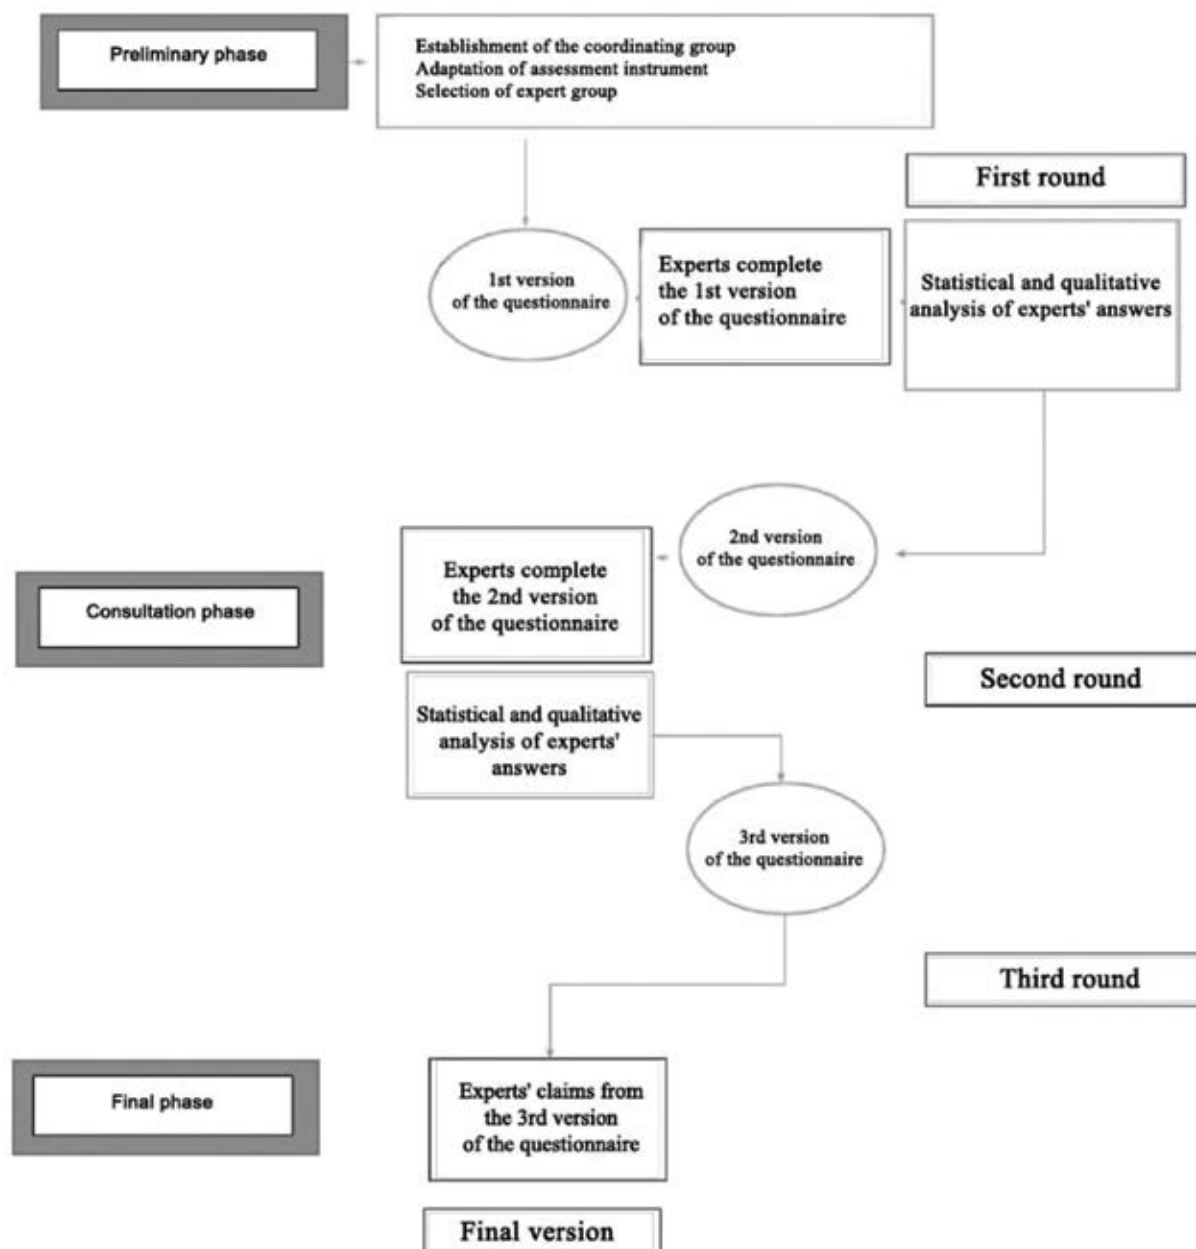 Preliminary phase
Establishment of the coordinating group
Adaptation of assessment instrument
Selection of expert group
First round
1st version
of the questionnaire
Experts complete
the 1st version
of the questionnaire
Statistical and qualitative
analysis of experts' answers
2nd version
of the questionnaire
Experts complete
the 2nd version
of the questionnaire
Consultation phase
Second round
Statistical and qualitative
analysis of experts'
answers
3rd version
of the questionnaire
Third round
Final phase
Experts' claims from
the 3rd version
of the questionnaire
Final version